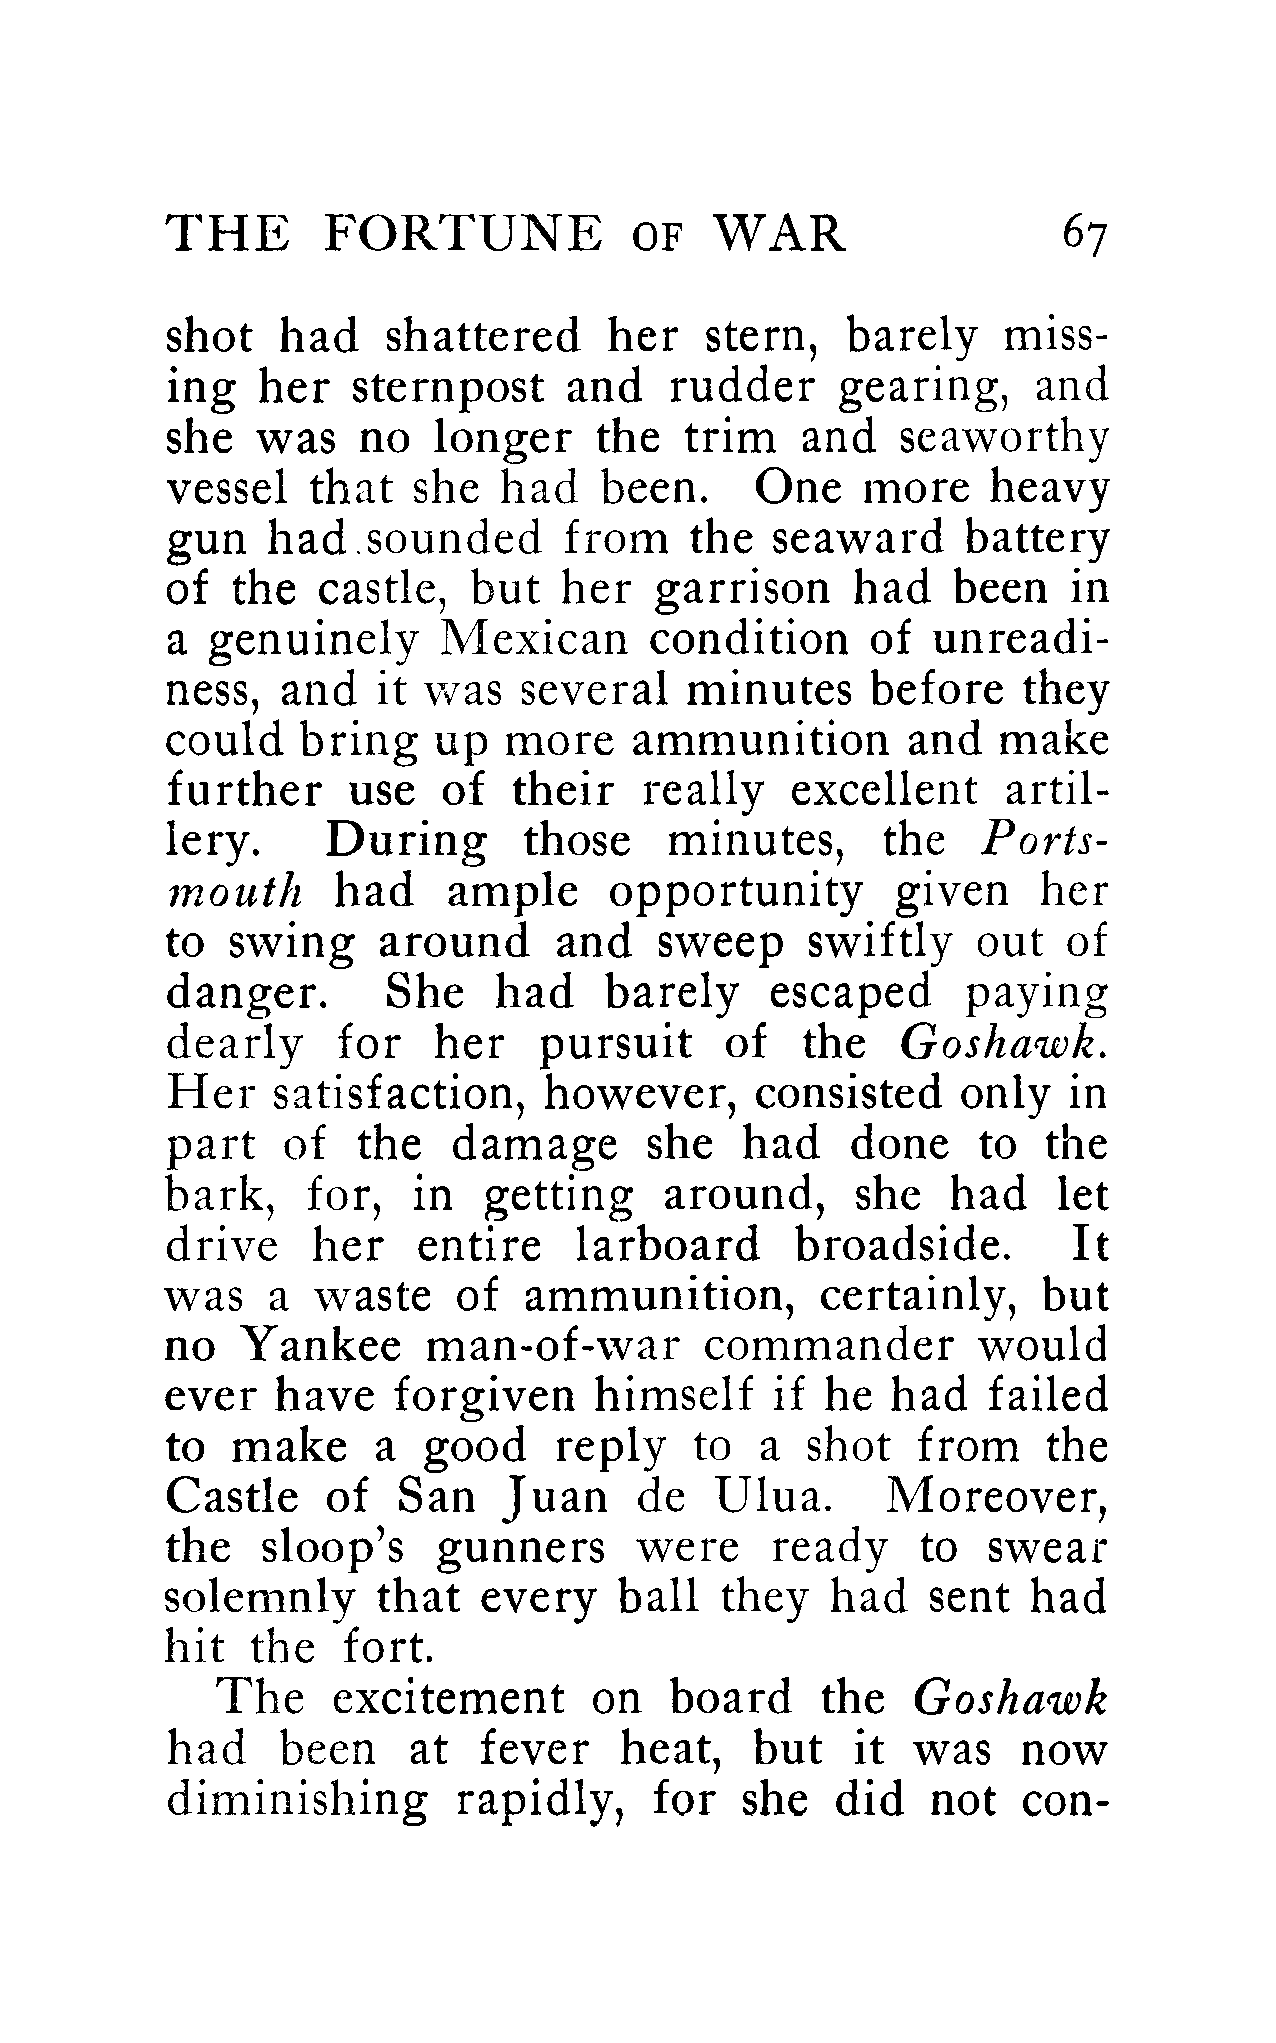 THE FORTUNE OF WAR 67
shot had shattered her stern, barely miss-
ing her sternpost and rudder gearing, and
she was no longer the trim and seaworthy
vessel that she had been. One more heavy
gun had sounded from the seaward battery
of the castle, but her garrison had been in
a genuinely Mexican condition of unreadi-
ness, and it was several minutes before they
could bring up more ammunition and make
further use of their really excellent artil-
lery. During those minutes, the Ports-
mouth had ample opportunity given her
to swing around and sweep swiftly out of
danger. She had barely escaped paying
dearly for her pursuit of the Goshawk.
Her satisfaction, however, consisted only in
part of the damage she had done to the
bark, for, in getting around, she had let
drive her entire larboard broadside. It
was a waste of ammunition, certainly, but
no Yankee man-of-war commander would
ever have forgiven himself if he had failed
to make a good reply to a shot from the
Castle of San Juan de Ulua. Moreover,
the sloop's gunners were ready to swear
solemnly that every ball they had sent had
hit the fort.
The excitement on board the Goshawk
had been at fever heat, but it was now
diminishing rapidly, for she did not con-